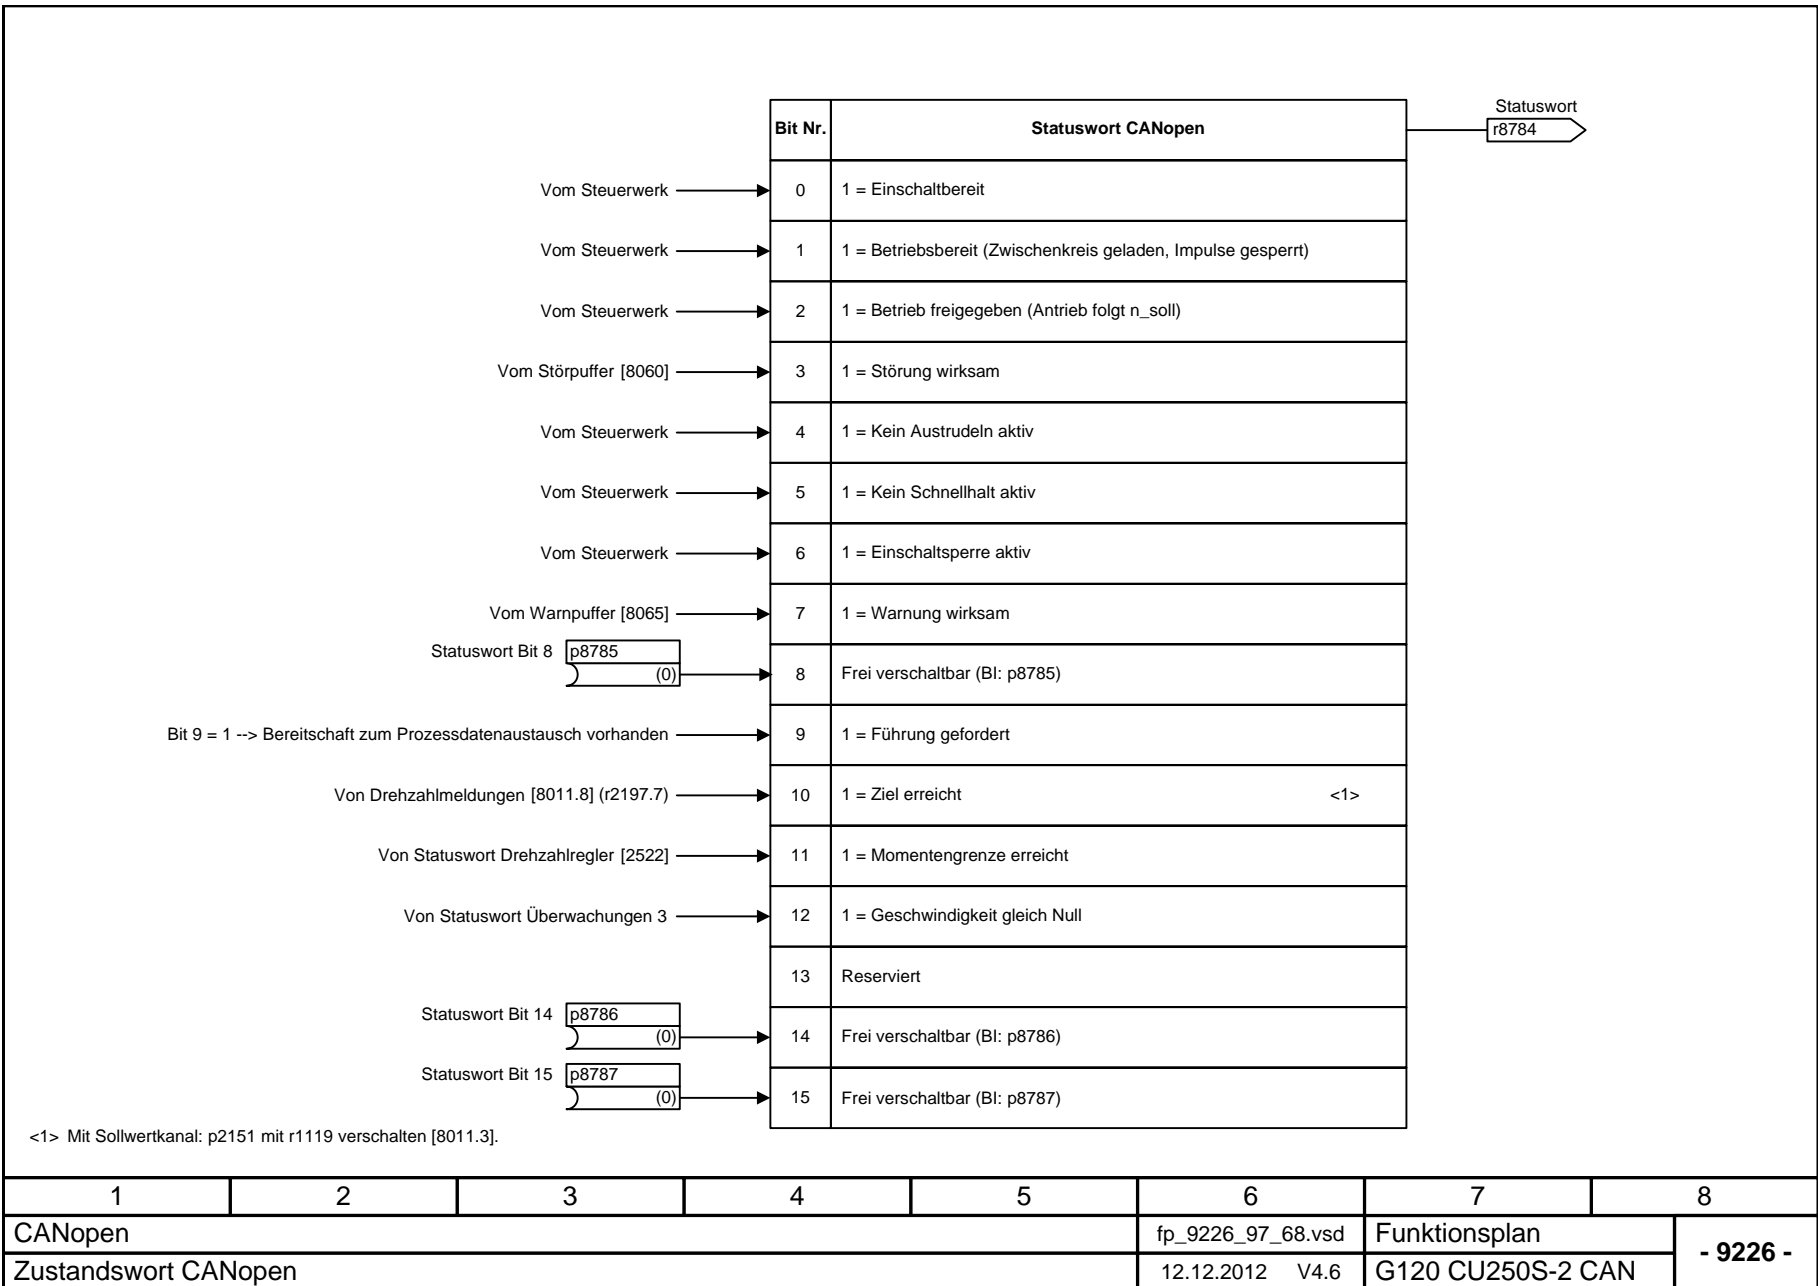 Statuswort
Bit Nr. Statuswort CANopen r8784
Vom Steuerwerk 0 1 = Einschaltbereit
Vom Steuerwerk 1 1 = Betriebsbereit (Zwischenkreis geladen, Impulse gesperrt)
Vom Steuerwerk 2 1 = Betrieb freigegeben (Antrieb folgt n_soll)
Vom Störpuffer [8060] 3 1 = Störung wirksam
Vom Steuerwerk 4 1 = Kein Austrudeln aktiv
Vom Steuerwerk 5 1 = Kein Schnellhalt aktiv
Vom Steuerwerk 6 1 = Einschaltsperre aktiv
Vom Warnpuffer [8065] 7 1 = Warnung wirksam
Statuswort Bit 8 p8785
(0) 8 Frei verschaltbar (BI: p8785)
Bit 9 = 1 --> Bereitschaft zum Prozessdatenaustausch vorhanden 9 1 = Führung gefordert
Von Drehzahlmeldungen [8011.8] (r2197.7) 10 1 = Ziel erreicht <1>
Von Statuswort Drehzahlregler [2522] 11 1 = Momentengrenze erreicht
Von Statuswort Überwachungen 3 12 1 = Geschwindigkeit gleich Null
13 Reserviert
Statuswort Bit 14 p8786
(0) 14 Frei verschaltbar (BI: p8786)
Statuswort Bit 15 p8787
(0) 15 Frei verschaltbar (BI: p8787)
<1> Mit Sollwertkanal: p2151 mit r1119 verschalten [8011.3].
1 2 3 4 5 6 7 8
CANopen fp_9226_97_68.vsd Funktionsplan - 9226 -
Zustandswort CANopen 12.12.2012 V4.6 G120 CU250S-2 CAN